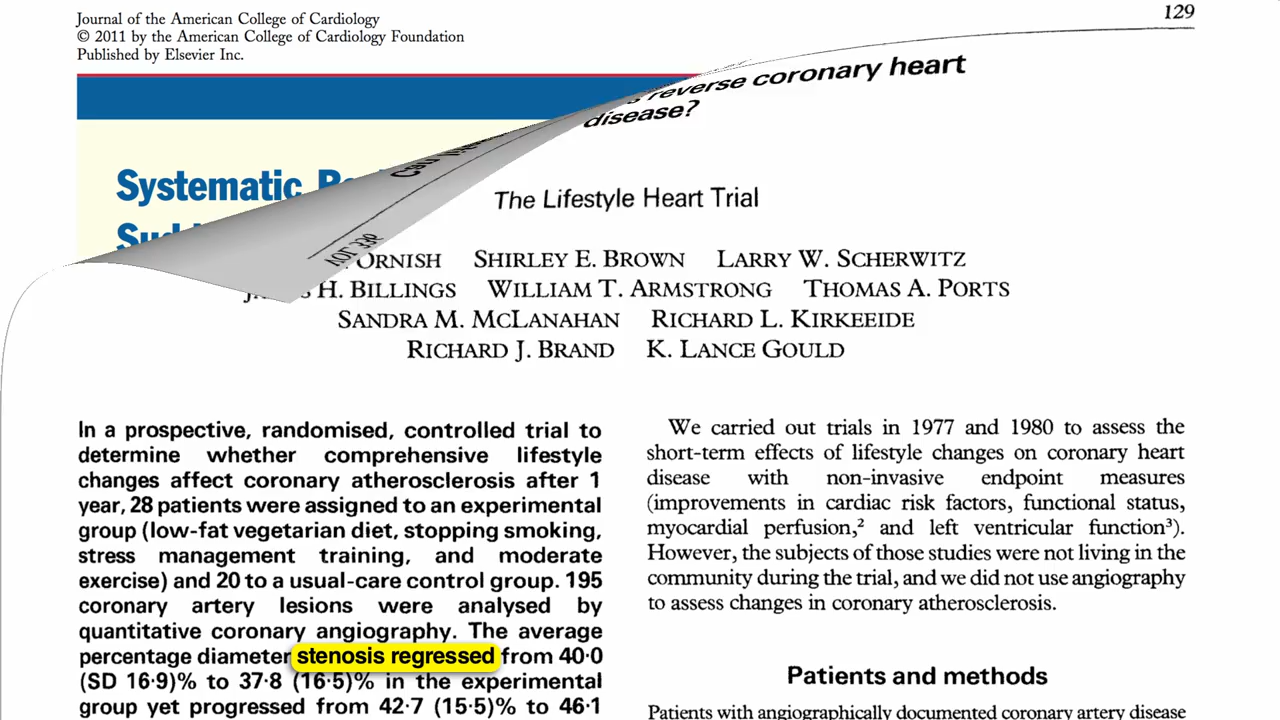 Journal of the American College of Cardiology
© 2011 by the American College of Cardiology Foundation
Published by Elsevier Inc.
129
reverse coronary heart
disease?
Systematic
The Lifestyle Heart Trial
ORNISH SHIRLEY E. BROWN LARRY W. SCHERWITZ
H. BILLINGS WILLIAM T. ARMSTRONG THOMAS A. PORTS
SANDRA M. MCLANAHAN RICHARD L. KIRKEEIDE
RICHARD J. BRAND K. LANCE GOULD
In a prospective, randomised, controlled trial to
determine whether comprehensive lifestyle
changes affect coronary atherosclerosis after 1
year, 28 patients were assigned to an experimental
group (low-fat vegetarian diet, stopping smoking,
stress management training, and moderate
exercise) and 20 to a usual-care control group. 195
coronary artery lesions were analysed by
quantitative coronary angiography. The average
percentage diameter stenosis regressed from 40·0
(SD 16·9)% to 37·8 (16·5)% in the experimental
group yet progressed from 42·7 (15·5)% to 46·1
We carried out trials in 1977 and 1980 to assess the
short-term effects of lifestyle changes on coronary heart
disease with non-invasive endpoint measures
(improvements in cardiac risk factors, functional status,
myocardial perfusion,² and left ventricular function³).
However, the subjects of those studies were not living in the
community during the trial, and we did not use angiography
to assess changes in coronary atherosclerosis.
Patients and methods
Patients with angiographically documented coronary artery disease